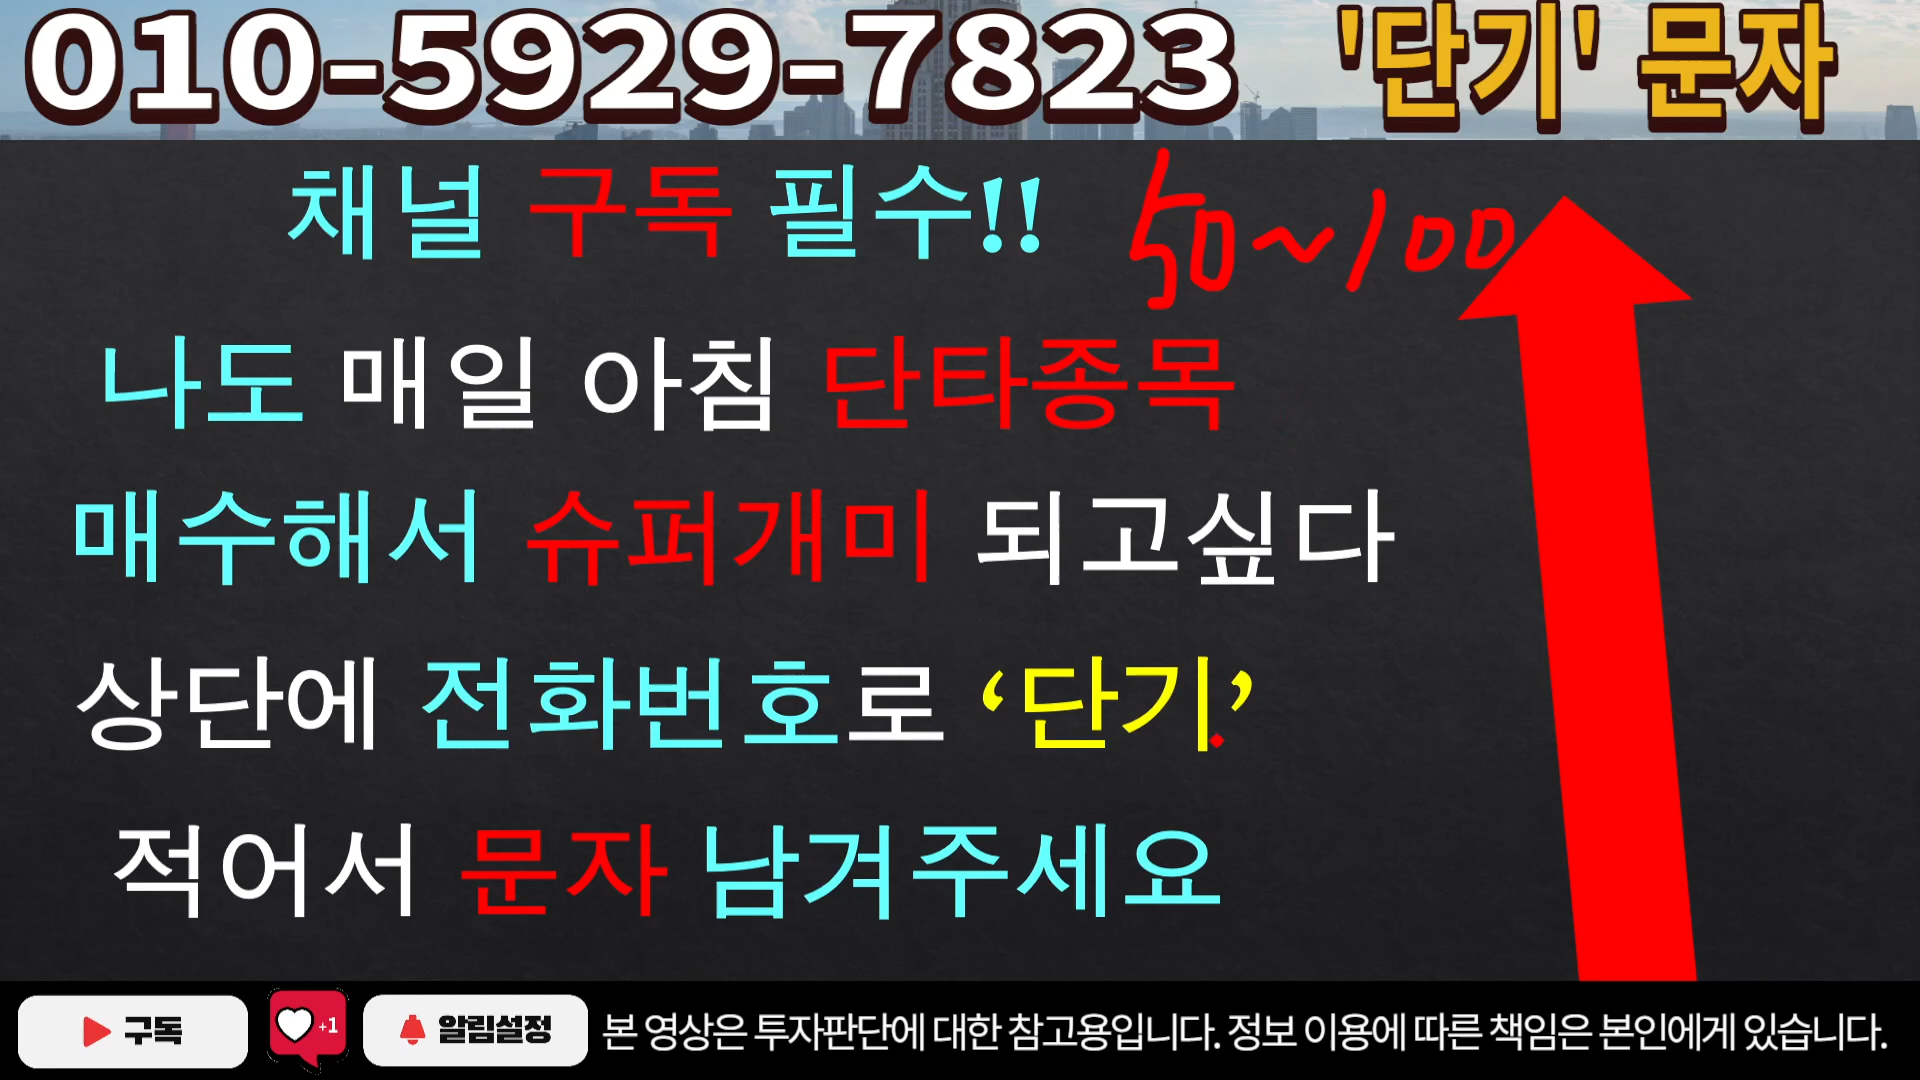 010-5929-7823 '단기' 문자
채널 구독 필수!! 50~100
나도 매일 아침 단타종목
매수해서 슈퍼개미 되고싶다
상단에 전화번호로 ‘단기’
적어서 문자 남겨주세요
구독 +1 알림설정 본 영상은 투자판단에 대한 참고용입니다. 정보 이용에 따른 책임은 본인에게 있습니다.